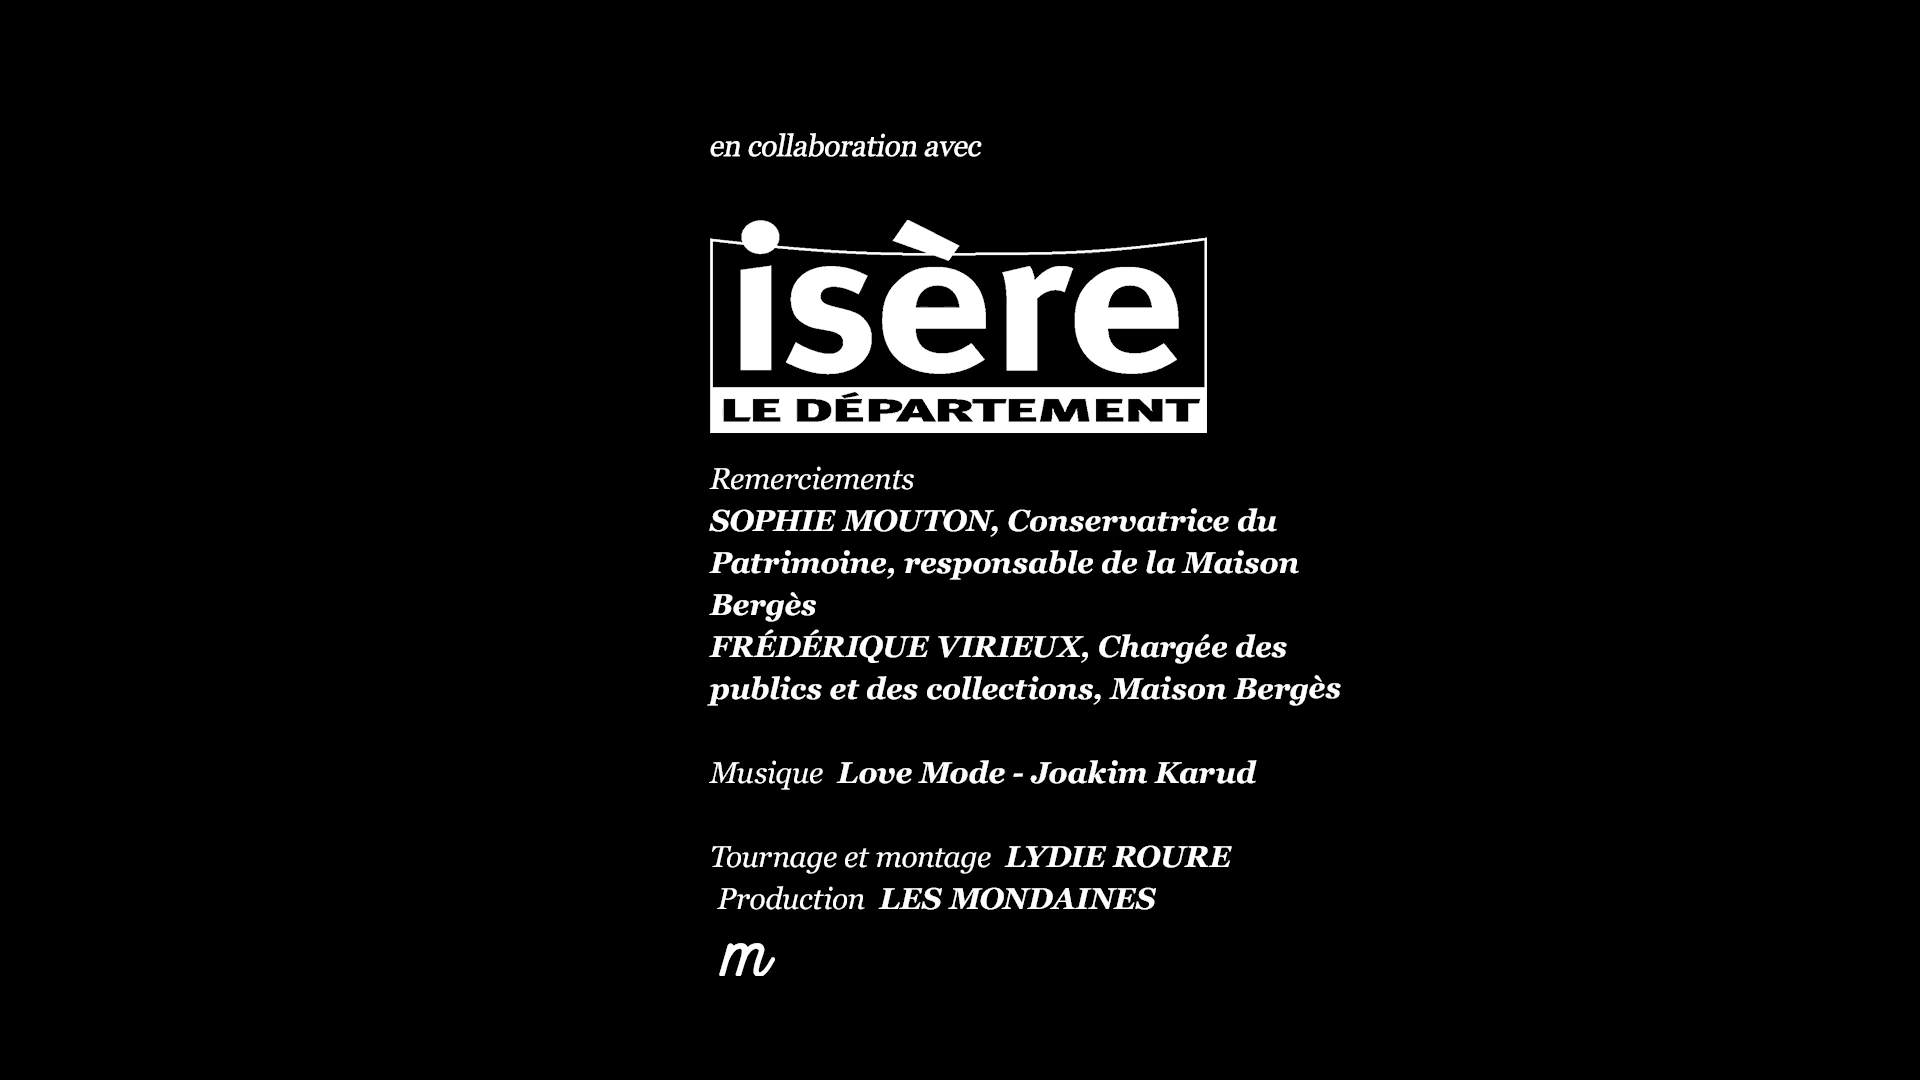 en collaboration avec
isère
LE DÉPARTEMENT
Remerciements
SOPHIE MOUTON, Conservatrice du
Patrimoine, responsable de la Maison
Bergès
FRÉDÉRIQUE VIRIEUX, Chargée des
publics et des collections, Maison Bergès
Musique Love Mode - Joakim Karud
Tournage et montage LYDIE ROURE
Production LES MONDAINES
m